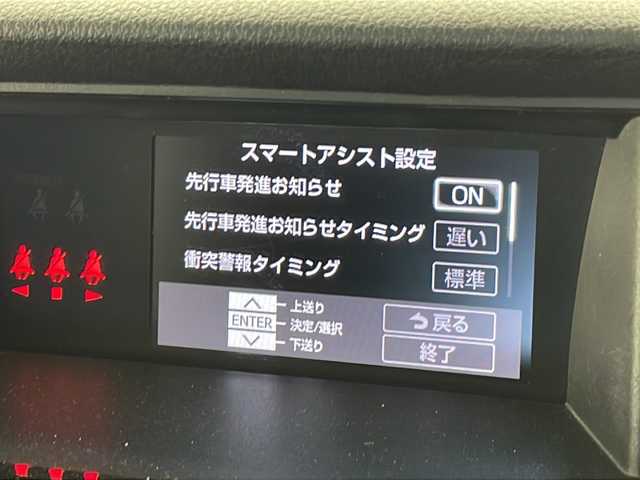 スマートアシスト設定
先行車発進お知らせ ON
先行車発進お知らせタイミング 遅い
衝突警報タイミング 標準
上送り
ENTER 決定/選択
下送り
戻る
終了